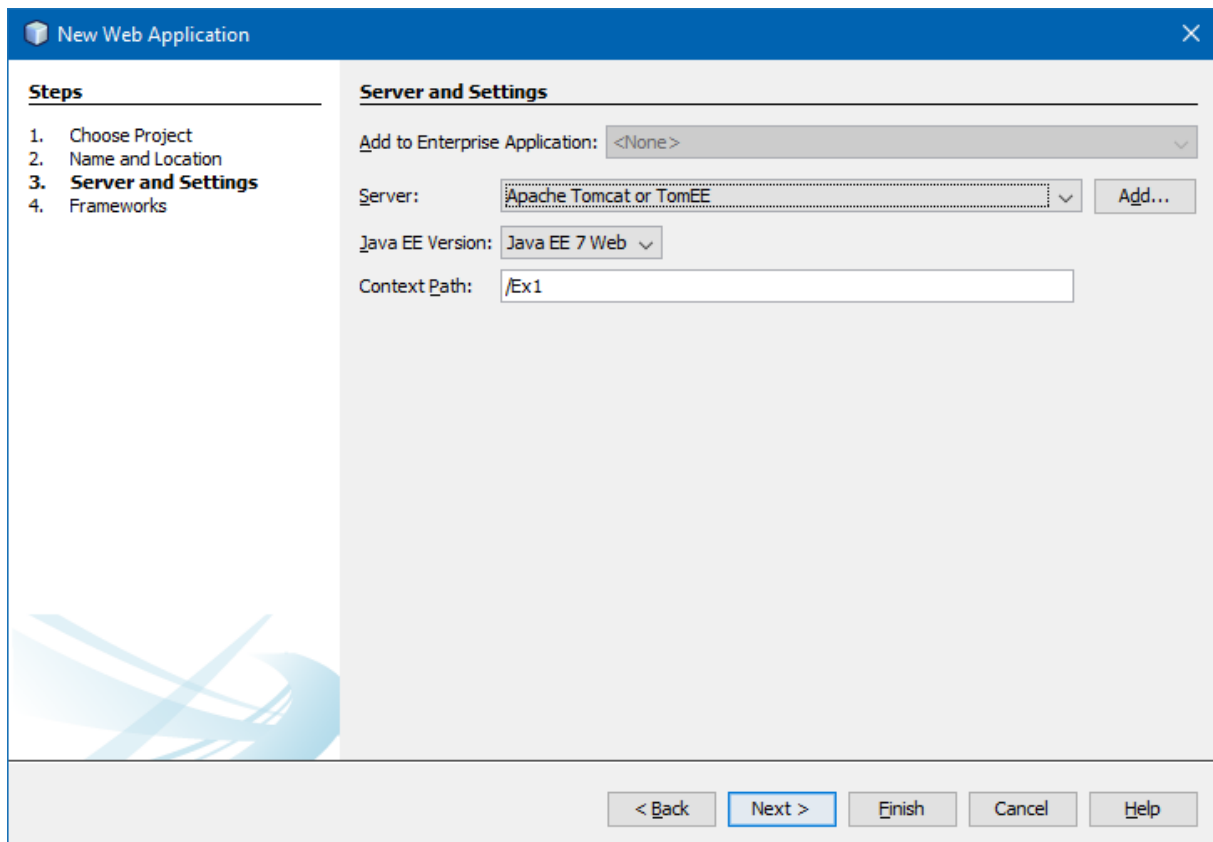 New Web Application
Steps
1. Choose Project
2. Name and Location
3. Server and Settings
4. Frameworks
Server and Settings
Add to Enterprise Application: <None>
Server: Apache Tomcat or TomEE Add...
Java EE Version: Java EE 7 Web
Context Path: /Ex1
< Back Next > Finish Cancel Help